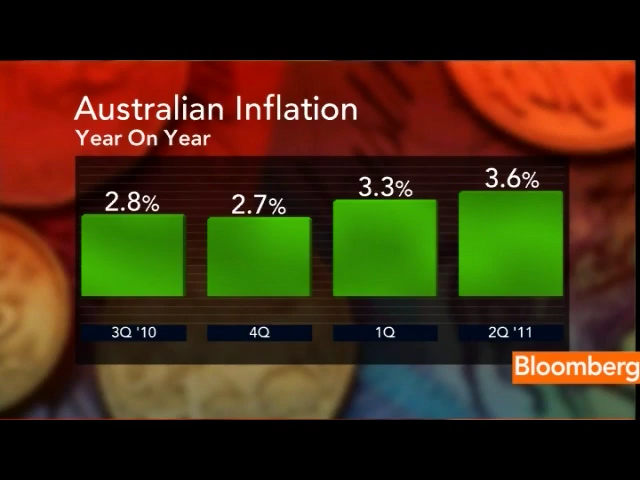 Australian Inflation
Year On Year
2.8%
2.7%
3.3%
3.6%
3Q '10
4Q
1Q
2Q '11
Bloomberg